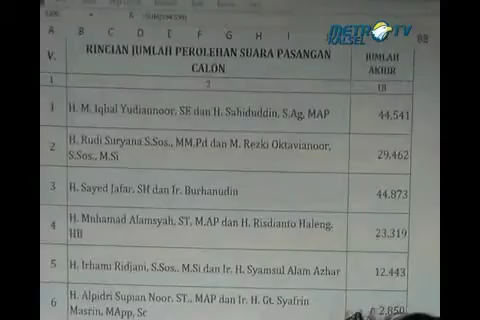 METRO TV
KALSEL
A B C D E F G H I
V. RINCIAN JUMLAH PEROLEHAN SUARA PASANGAN CALON JUMLAH AKHIR
1 2 18
1 H. M. Iqbal Yudiannoor, SE dan H. Sahiduddin, S.Ag, MAP 44.541
2 H. Rudi Suryana S.Sos., MM.Pd dan M. Rezki Oktavianoor, S.Sos., M.Si 29.462
3 H. Sayed Jafar, SH dan Ir. Burhanudin 44.873
4 H. Muhamad Alamsyah, ST, M.AP dan H. Risdianto Haleng, HB 23.319
5 H. Irhami Ridjani, S.Sos., M.Si dan Ir. H. Syamsul Alam Azhar 12.443
6 H. Alpidri Supian Noor, ST., MAP dan Ir. H. Gt. Syafrin Masrin, MApp, Sc 2.850